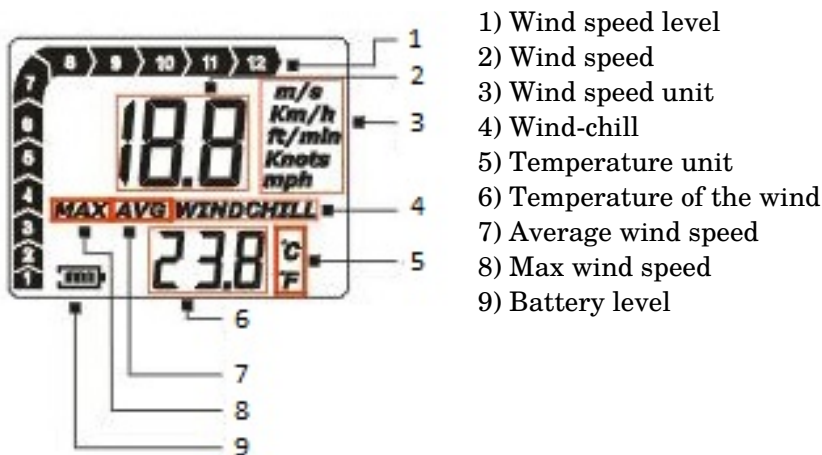 8 9 10 11 12
7
6
5
4
3
2
1
18.8
m/s
Km/h
ft/min
Knots
mph
MAX AVG WINDCHILL
23.8
°C
°F
1
2
3
4
5
6
7
8
9
1) Wind speed level
2) Wind speed
3) Wind speed unit
4) Wind-chill
5) Temperature unit
6) Temperature of the wind
7) Average wind speed
8) Max wind speed
9) Battery level